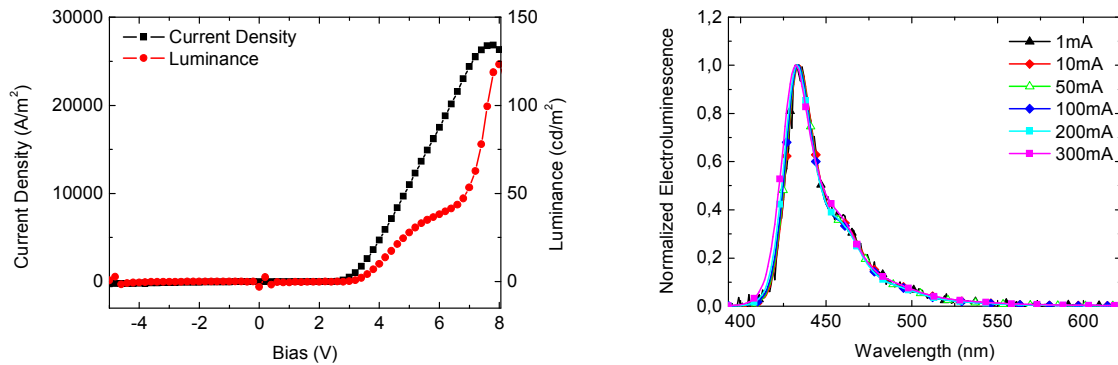 30000
20000
10000
0
Current Density (A/m²)
Current Density
Luminance
150
100
50
0
Luminance (cd/m²)
-4 -2 0 2 4 6 8
Bias (V)
1,2
1,0
0,8
0,6
0,4
0,2
0,0
Normalized Electroluminescence
1mA
10mA
50mA
100mA
200mA
300mA
400 450 500 550 600
Wavelength (nm)